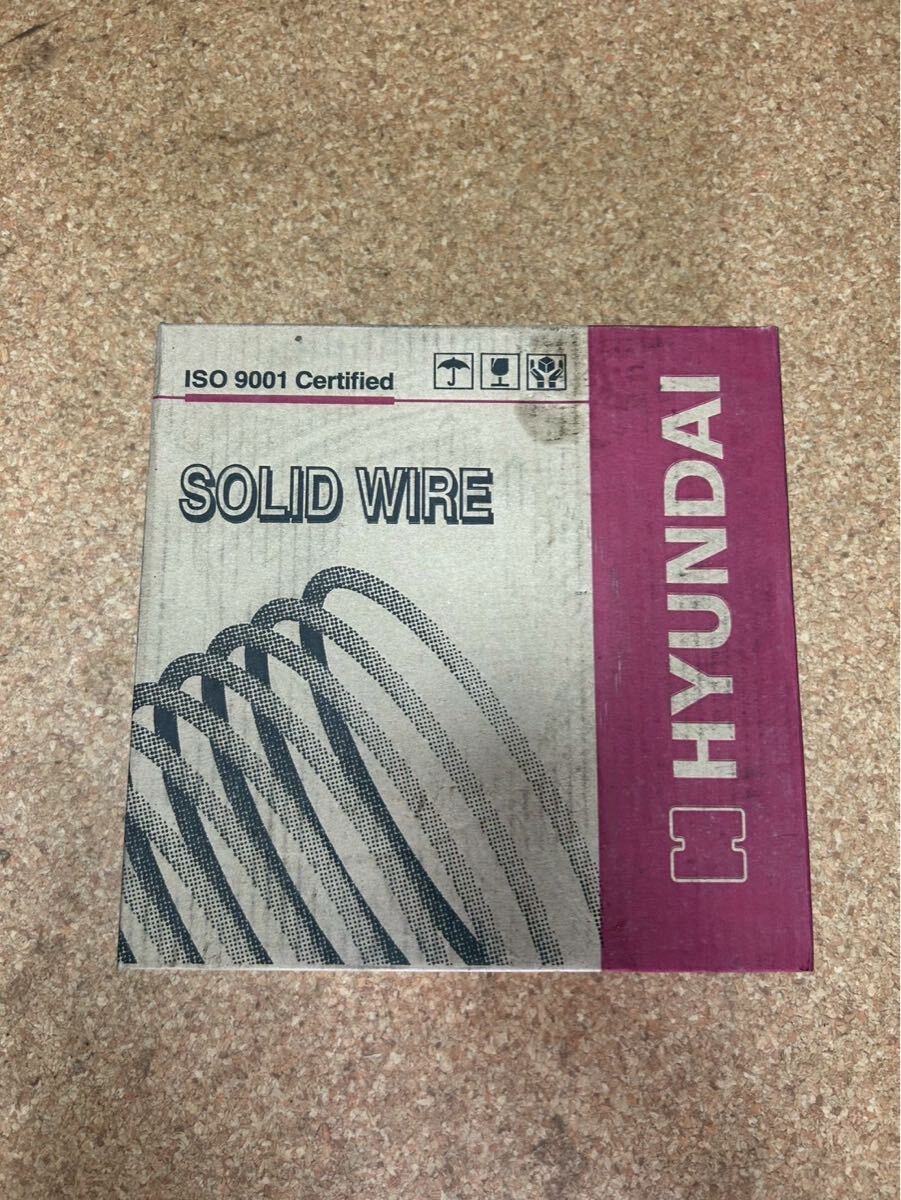 ISO 9001 Certified
SOLID WIRE
HYUNDAI